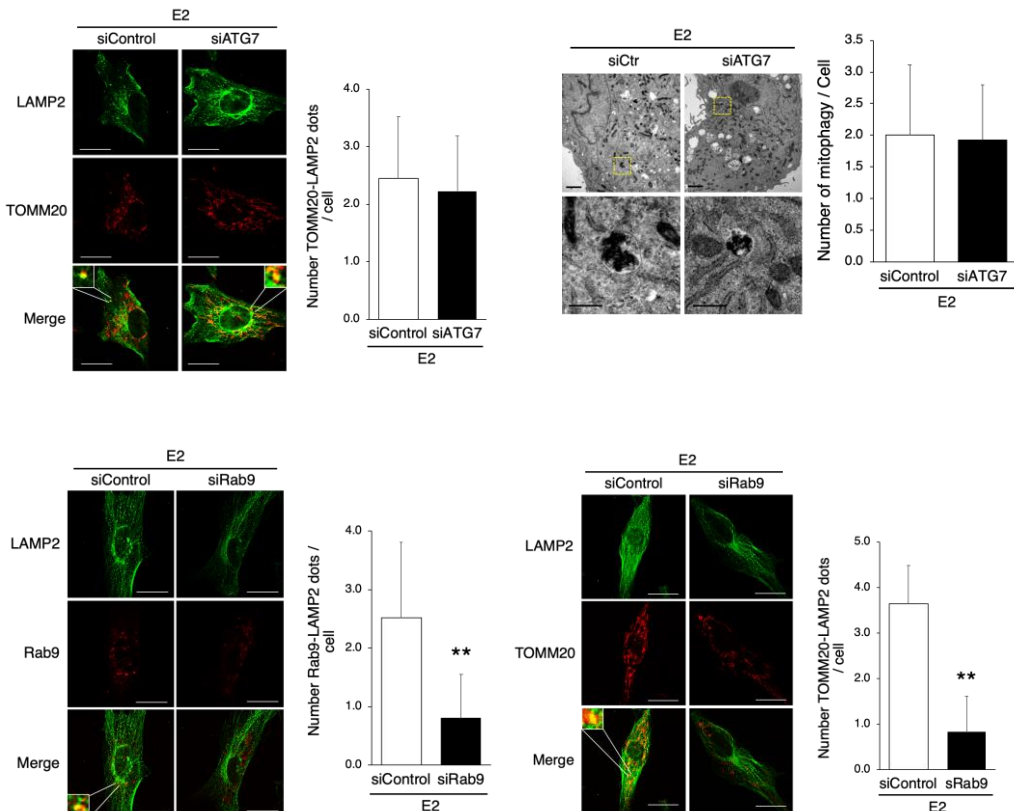 E2
siControl siATG7
LAMP2
TOMM20
Merge
Number TOMM20-LAMP2 dots
/ cell
4.0
3.0
2.0
1.0
0.0
siControl siATG7
E2
E2
siCtr siATG7
Number of mitophagy / Cell
3.5
3.0
2.5
2.0
1.5
1.0
0.5
0.0
siControl siATG7
E2
E2
siControl siRab9
LAMP2
Rab9
Merge
Number Rab9-LAMP2 dots /
cell
4.0
3.0
2.0
1.0
0.0
**
siControl siRab9
E2
E2
siControl siRab9
LAMP2
TOMM20
Merge
Number TOMM20-LAMP2 dots
/ cell
5.0
4.0
3.0
2.0
1.0
0.0
**
siControl sRab9
E2